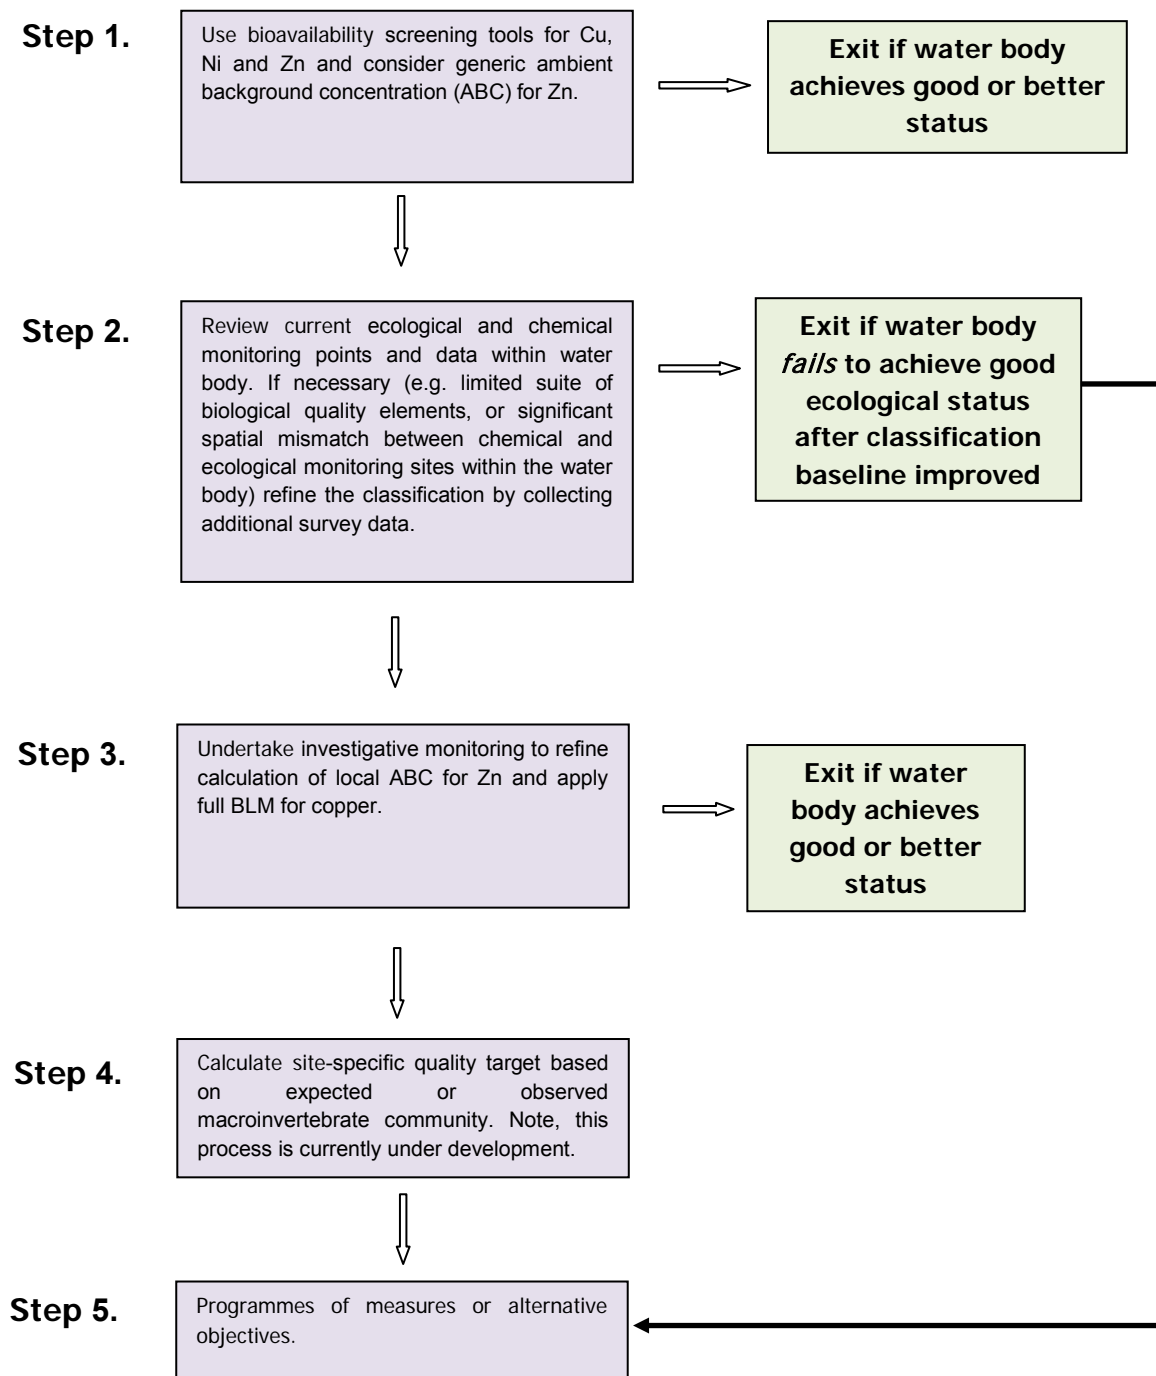 Step 1.
Use bioavailability screening tools for Cu,
Ni and Zn and consider generic ambient
background concentration (ABC) for Zn.
Exit if water body
achieves good or better
status
Step 2.
Review current ecological and chemical
monitoring points and data within water
body. If necessary (e.g. limited suite of
biological quality elements, or significant
spatial mismatch between chemical and
ecological monitoring sites within the water
body) refine the classification by collecting
additional survey data.
Exit if water body
fails to achieve good
ecological status
after classification
baseline improved
Step 3.
Undertake investigative monitoring to refine
calculation of local ABC for Zn and apply
full BLM for copper.
Exit if water
body achieves
good or better
status
Step 4.
Calculate site-specific quality target based
on expected or observed
macroinvertebrate community. Note, this
process is currently under development.
Step 5.
Programmes of measures or alternative
objectives.